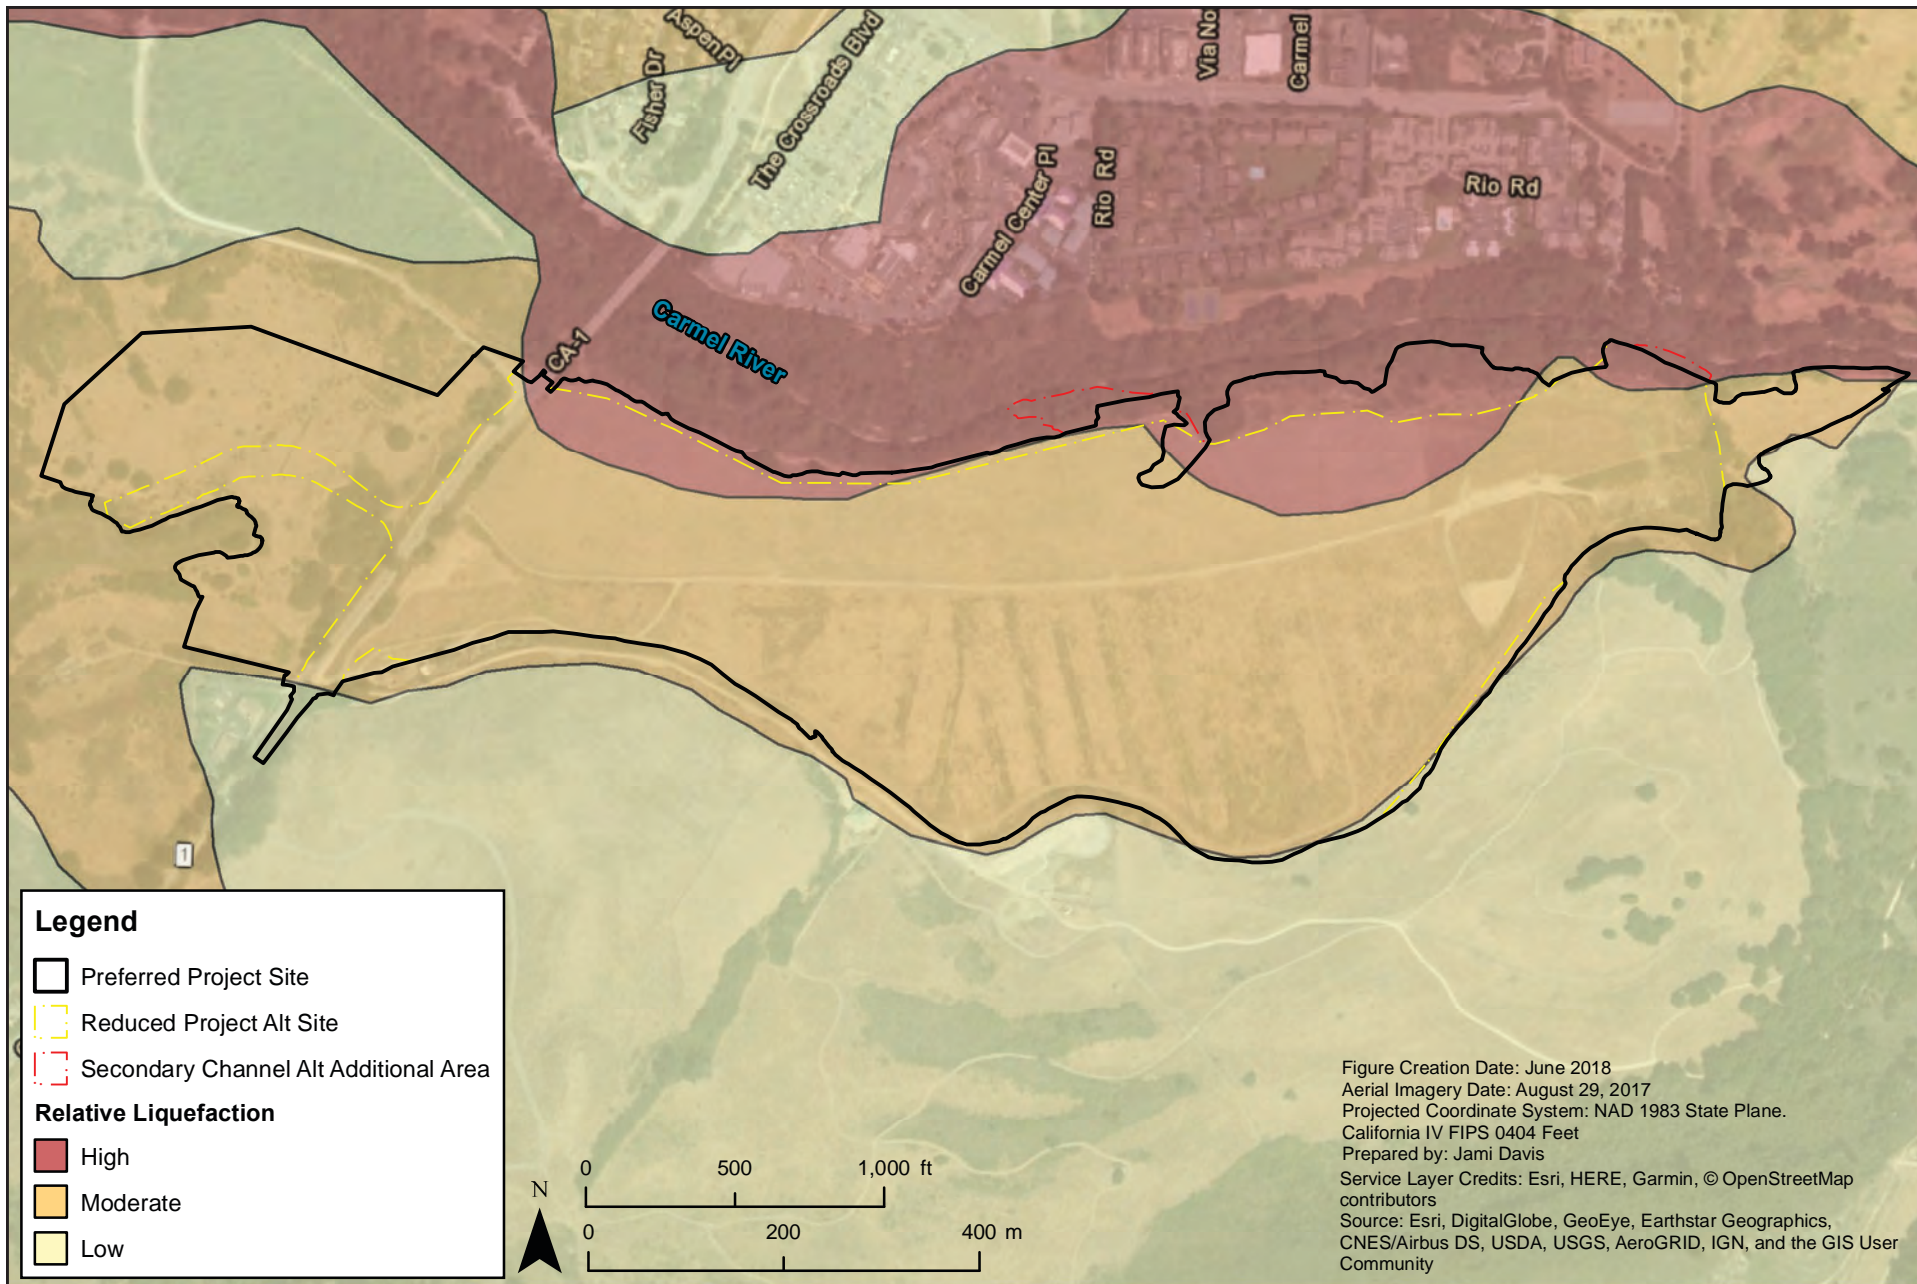 Aspen Pl
Fisher Dr
The Crossroads Blvd
Via No
Carmel
Carmel Center Pl
Rio Rd
Rio Rd
CA-1
Carmel River
1
Legend
Preferred Project Site
Reduced Project Alt Site
Secondary Channel Alt Additional Area
Relative Liquefaction
High
Moderate
Low
N
0 500 1,000 ft
0 200 400 m
Figure Creation Date: June 2018
Aerial Imagery Date: August 29, 2017
Projected Coordinate System: NAD 1983 State Plane.
California IV FIPS 0404 Feet
Prepared by: Jami Davis
Service Layer Credits: Esri, HERE, Garmin, © OpenStreetMap
contributors
Source: Esri, DigitalGlobe, GeoEye, Earthstar Geographics,
CNES/Airbus DS, USDA, USGS, AeroGRID, IGN, and the GIS User
Community